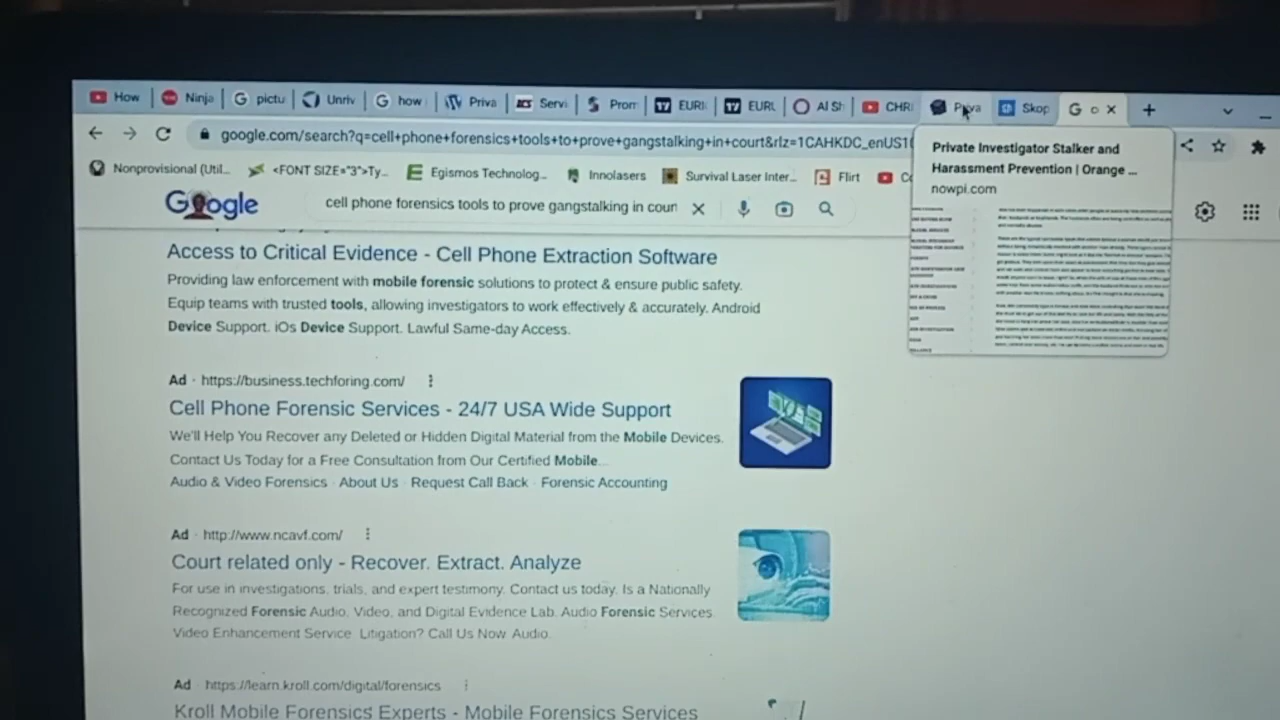 How
Ninja
pictu
Unriv
how
Priva
ACS Servi
Prom
EURI
EURL
AI Sh
CHRI
Priva
Skop
google.com/search?q=cell+phone+forensics+tools+to+prove+gangstalking+in+court&rlz=1CAHKDC_enUS1
Nonprovisional (Util...
<FONT SIZE="3">Ty...
Egismos Technolog...
Innolasers
Survival Laser Inter...
Flirt
Private Investigator Stalker and
Harassment Prevention | Orange ...
nowpi.com
Google
cell phone forensics tools to prove gangstalking in cour
Access to Critical Evidence - Cell Phone Extraction Software
Providing law enforcement with mobile forensic solutions to protect & ensure public safety.
Equip teams with trusted tools, allowing investigators to work effectively & accurately. Android
Device Support. iOs Device Support. Lawful Same-day Access.
Ad · https://business.techforing.com/
Cell Phone Forensic Services - 24/7 USA Wide Support
We'll Help You Recover any Deleted or Hidden Digital Material from the Mobile Devices.
Contact Us Today for a Free Consultation from Our Certified Mobile...
Audio & Video Forensics · About Us · Request Call Back · Forensic Accounting
Ad · http://www.ncavf.com/
Court related only - Recover. Extract. Analyze
For use in investigations, trials, and expert testimony. Contact us today. Is a Nationally
Recognized Forensic Audio, Video, and Digital Evidence Lab. Audio Forensic Services.
Video Enhancement Service. Litigation? Call Us Now. Audio.
Ad · https://learn.kroll.com/digital/forensics
Kroll Mobile Forensics Experts - Mobile Forensics Services